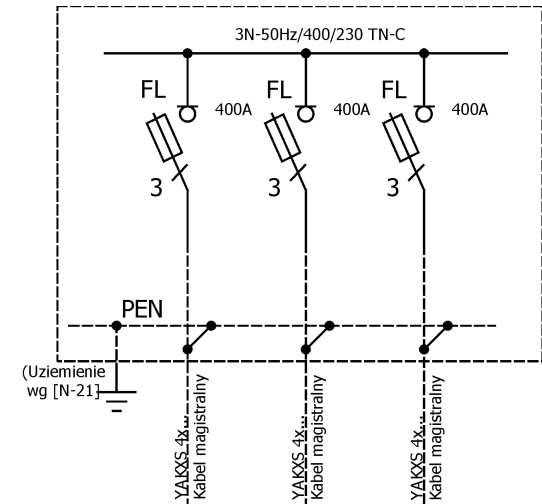 3N-50Hz/400/230 TN-C
FL
400A
FL
400A
FL
400A
3
3
3
PEN
(Uziemienie
wg [N-21]
YAKXS 4x...
Kabel magistralny
YAKXS 4x...
Kabel magistralny
YAKXS 4x...
Kabel magistralny